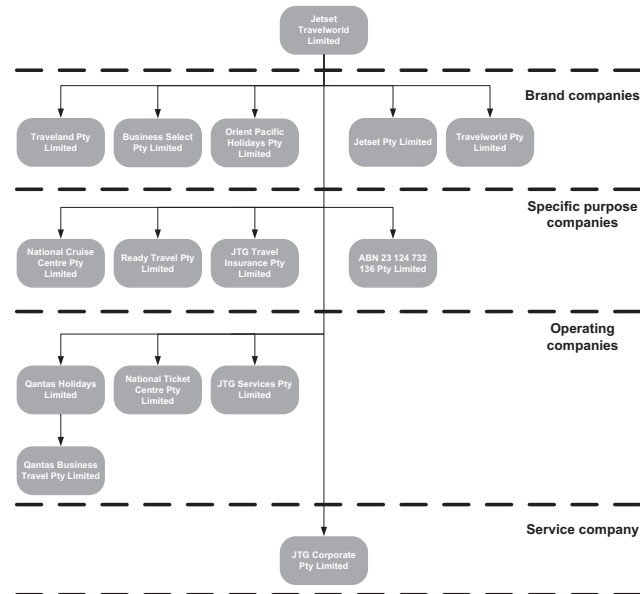 Jetset
Travelworld
Limited
Brand companies
Traveland Pty
Limited
Business Select
Pty Limited
Orient Pacific
Holidays Pty
Limited
Jetset Pty Limited
Travelworld Pty
Limited
Specific purpose
companies
National Cruise
Centre Pty
Limited
Ready Travel Pty
Limited
JTG Travel
Insurance Pty
Limited
ABN 23 124 732
136 Pty Limited
Operating
companies
Qantas Holidays
Limited
National Ticket
Centre Pty
Limited
JTG Services Pty
Limited
Qantas Business
Travel Pty Limited
Service company
JTG Corporate
Pty Limited